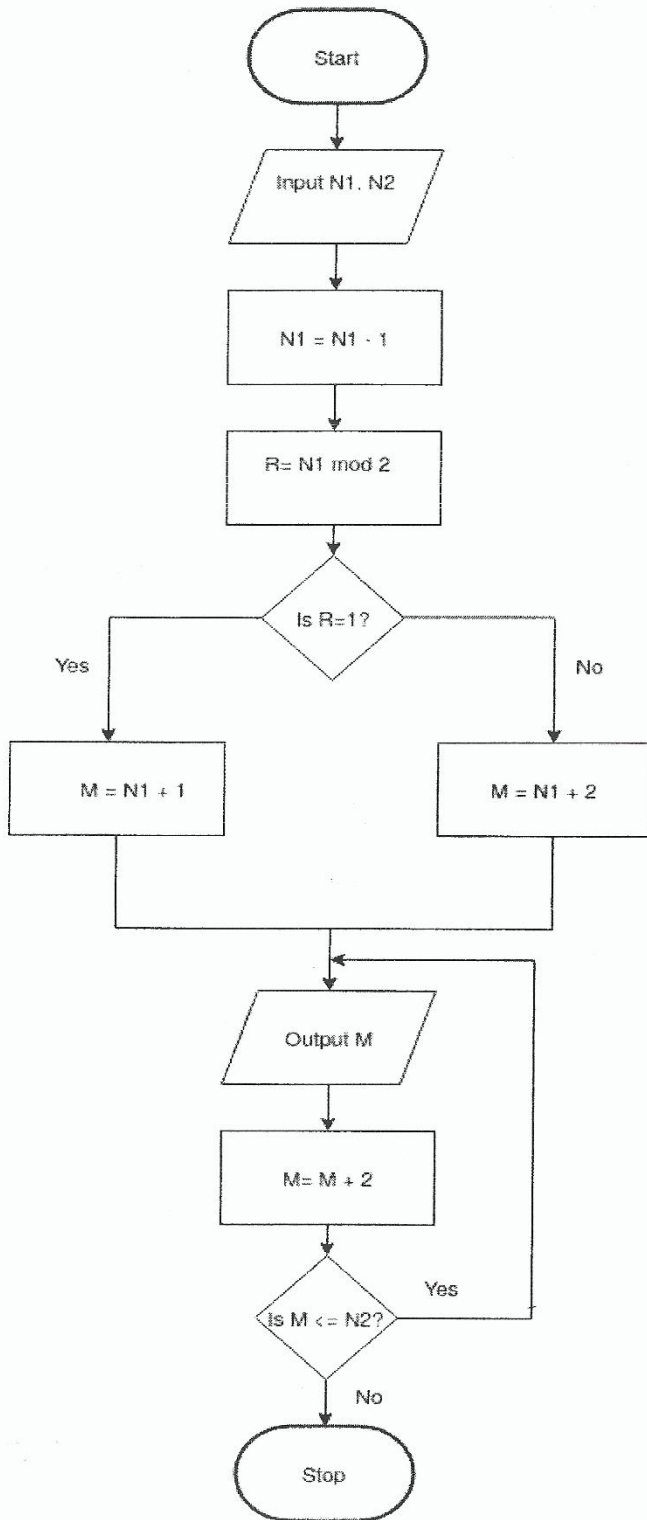 Start
Input N1, N2
N1 = N1 - 1
R= N1 mod 2
Is R=1?
Yes
No
M = N1 + 1
M = N1 + 2
Output M
M= M + 2
Is M <= N2?
Yes
No
Stop